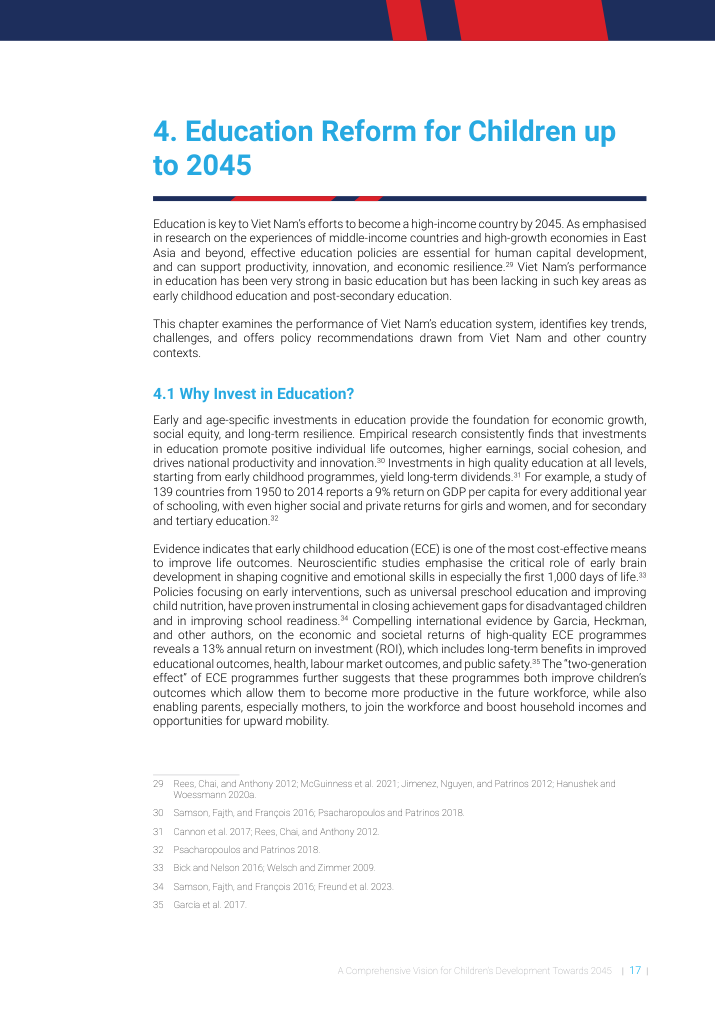 4. Education Reform for Children up
to 2045
Education is key to Viet Nam's efforts to become a high-income country by 2045. As emphasised
in research on the experiences of middle-income countries and high-growth economies in East
Asia and beyond, effective education policies are essential for human capital development,
and can support productivity, innovation, and economic resilience.29 Viet Nam's performance
in education has been very strong in basic education but has been lacking in such key areas as
early childhood education and post-secondary education.
This chapter examines the performance of Viet Nam's education system, identifies key trends,
challenges, and offers policy recommendations drawn from Viet Nam and other country
contexts.
4.1 Why Invest in Education?
Early and age-specific investments in education provide the foundation for economic growth,
social equity, and long-term resilience. Empirical research consistently finds that investments
in education promote positive individual life outcomes, higher earnings, social cohesion, and
drives national productivity and innovation.30 Investments in high quality education at all levels,
starting from early childhood programmes, yield long-term dividends.31 For example, a study of
139 countries from 1950 to 2014 reports a 9% return on GDP per capita for every additional year
of schooling, with even higher social and private returns for girls and women, and for secondary
and tertiary education.32
Evidence indicates that early childhood education (ECE) is one of the most cost-effective means
to improve life outcomes. Neuroscientific studies emphasise the critical role of early brain
development in shaping cognitive and emotional skills in especially the first 1,000 days of life.33
Policies focusing on early interventions, such as universal preschool education and improving
child nutrition, have proven instrumental in closing achievement gaps for disadvantaged children
and in improving school readiness.34 Compelling international evidence by Garcia, Heckman,
and other authors, on the economic and societal returns of high-quality ECE programmes
reveals a 13% annual return on investment (ROI), which includes long-term benefits in improved
educational outcomes, health, labour market outcomes, and public safety.35 The "two-generation
effect" of ECE programmes further suggests that these programmes both improve children's
outcomes which allow them to become more productive in the future workforce, while also
enabling parents, especially mothers, to join the workforce and boost household incomes and
opportunities for upward mobility.
29 Rees, Chai, and Anthony 2012; McGuinness et al. 2021; Jimenez, Nguyen, and Patrinos 2012; Hanushek and
Woessmann 2020a.
30 Samson, Fajth, and François 2016; Psacharopoulos and Patrinos 2018.
31 Cannon et al. 2017; Rees, Chai, and Anthony 2012.
32 Psacharopoulos and Patrinos 2018.
33 Bick and Nelson 2016; Welsch and Zimmer 2009.
34 Samson, Fajth, and François 2016; Freund et al. 2023.
35 García et al. 2017.
A Comprehensive Vision for Children's Development Towards 2045 | 17 |